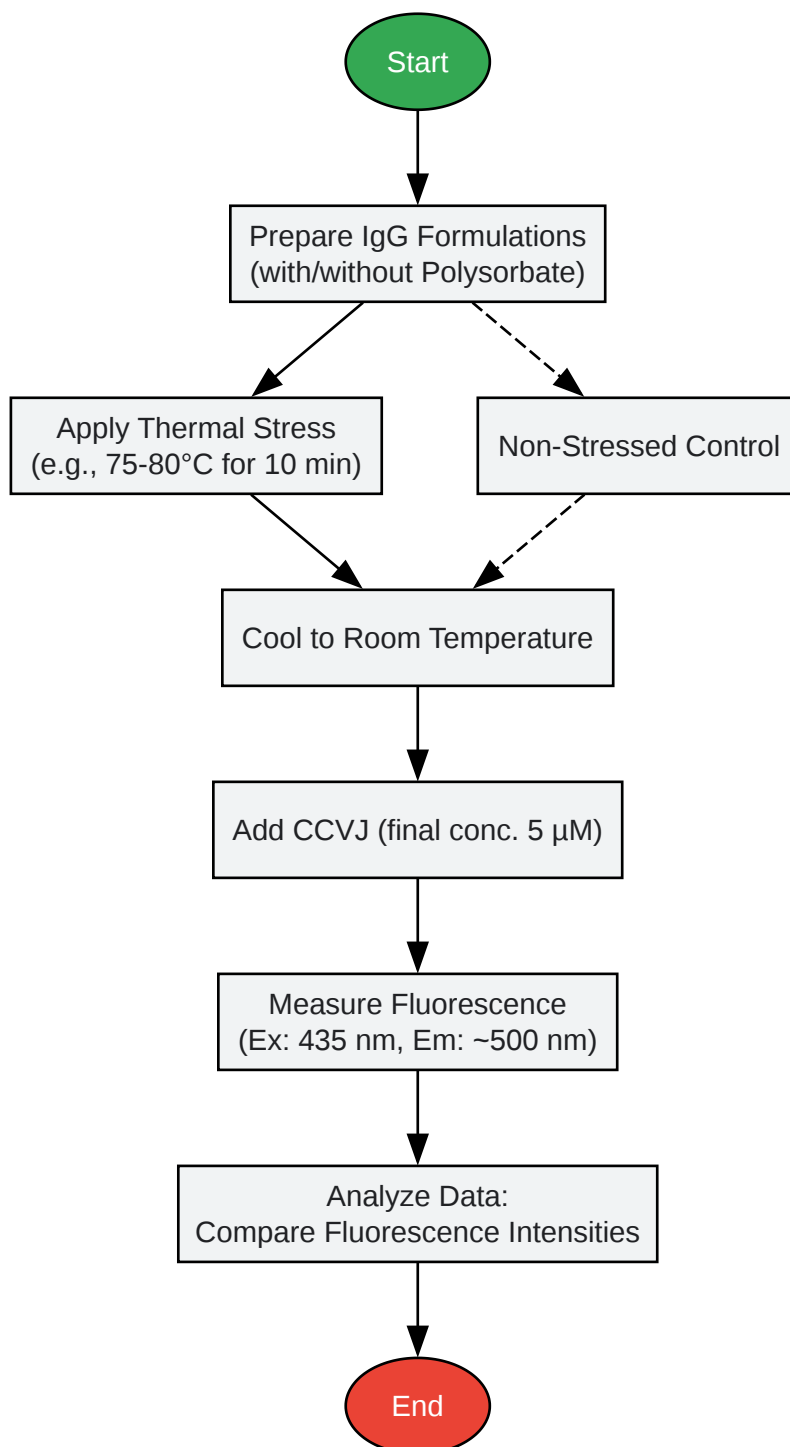 Start
Prepare IgG Formulations
(with/without Polysorbate)
Apply Thermal Stress
(e.g., 75-80°C for 10 min)
Non-Stressed Control
Cool to Room Temperature
Add CCVJ (final conc. 5 µM)
Measure Fluorescence
(Ex: 435 nm, Em: ~500 nm)
Analyze Data:
Compare Fluorescence Intensities
End